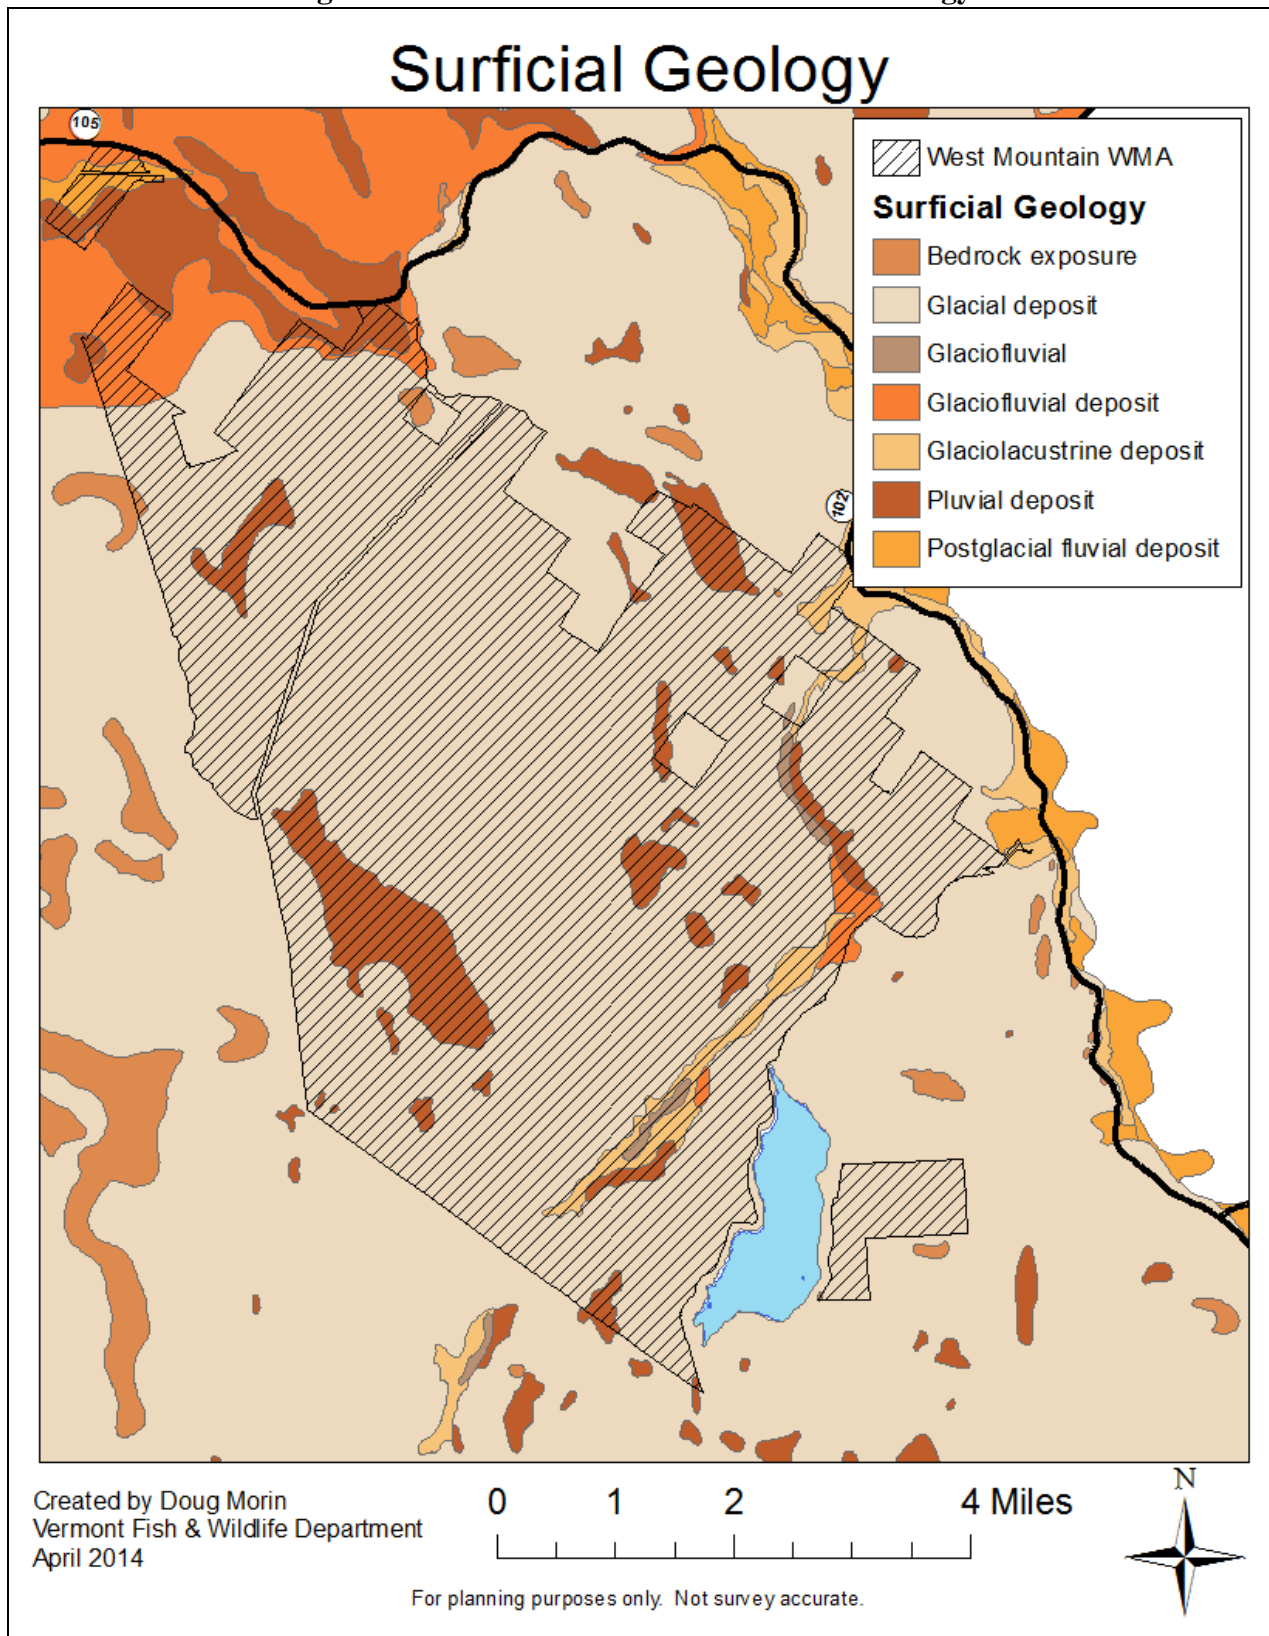 Surficial Geology
105
West Mountain WMA
Surficial Geology
Bedrock exposure
Glacial deposit
Glaciofluvial
Glaciofluvial deposit
Glaciolacustrine deposit
Pluvial deposit
Postglacial fluvial deposit
102
Created by Doug Morin
Vermont Fish & Wildlife Department
April 2014
0 1 2 4 Miles
N
For planning purposes only. Not survey accurate.